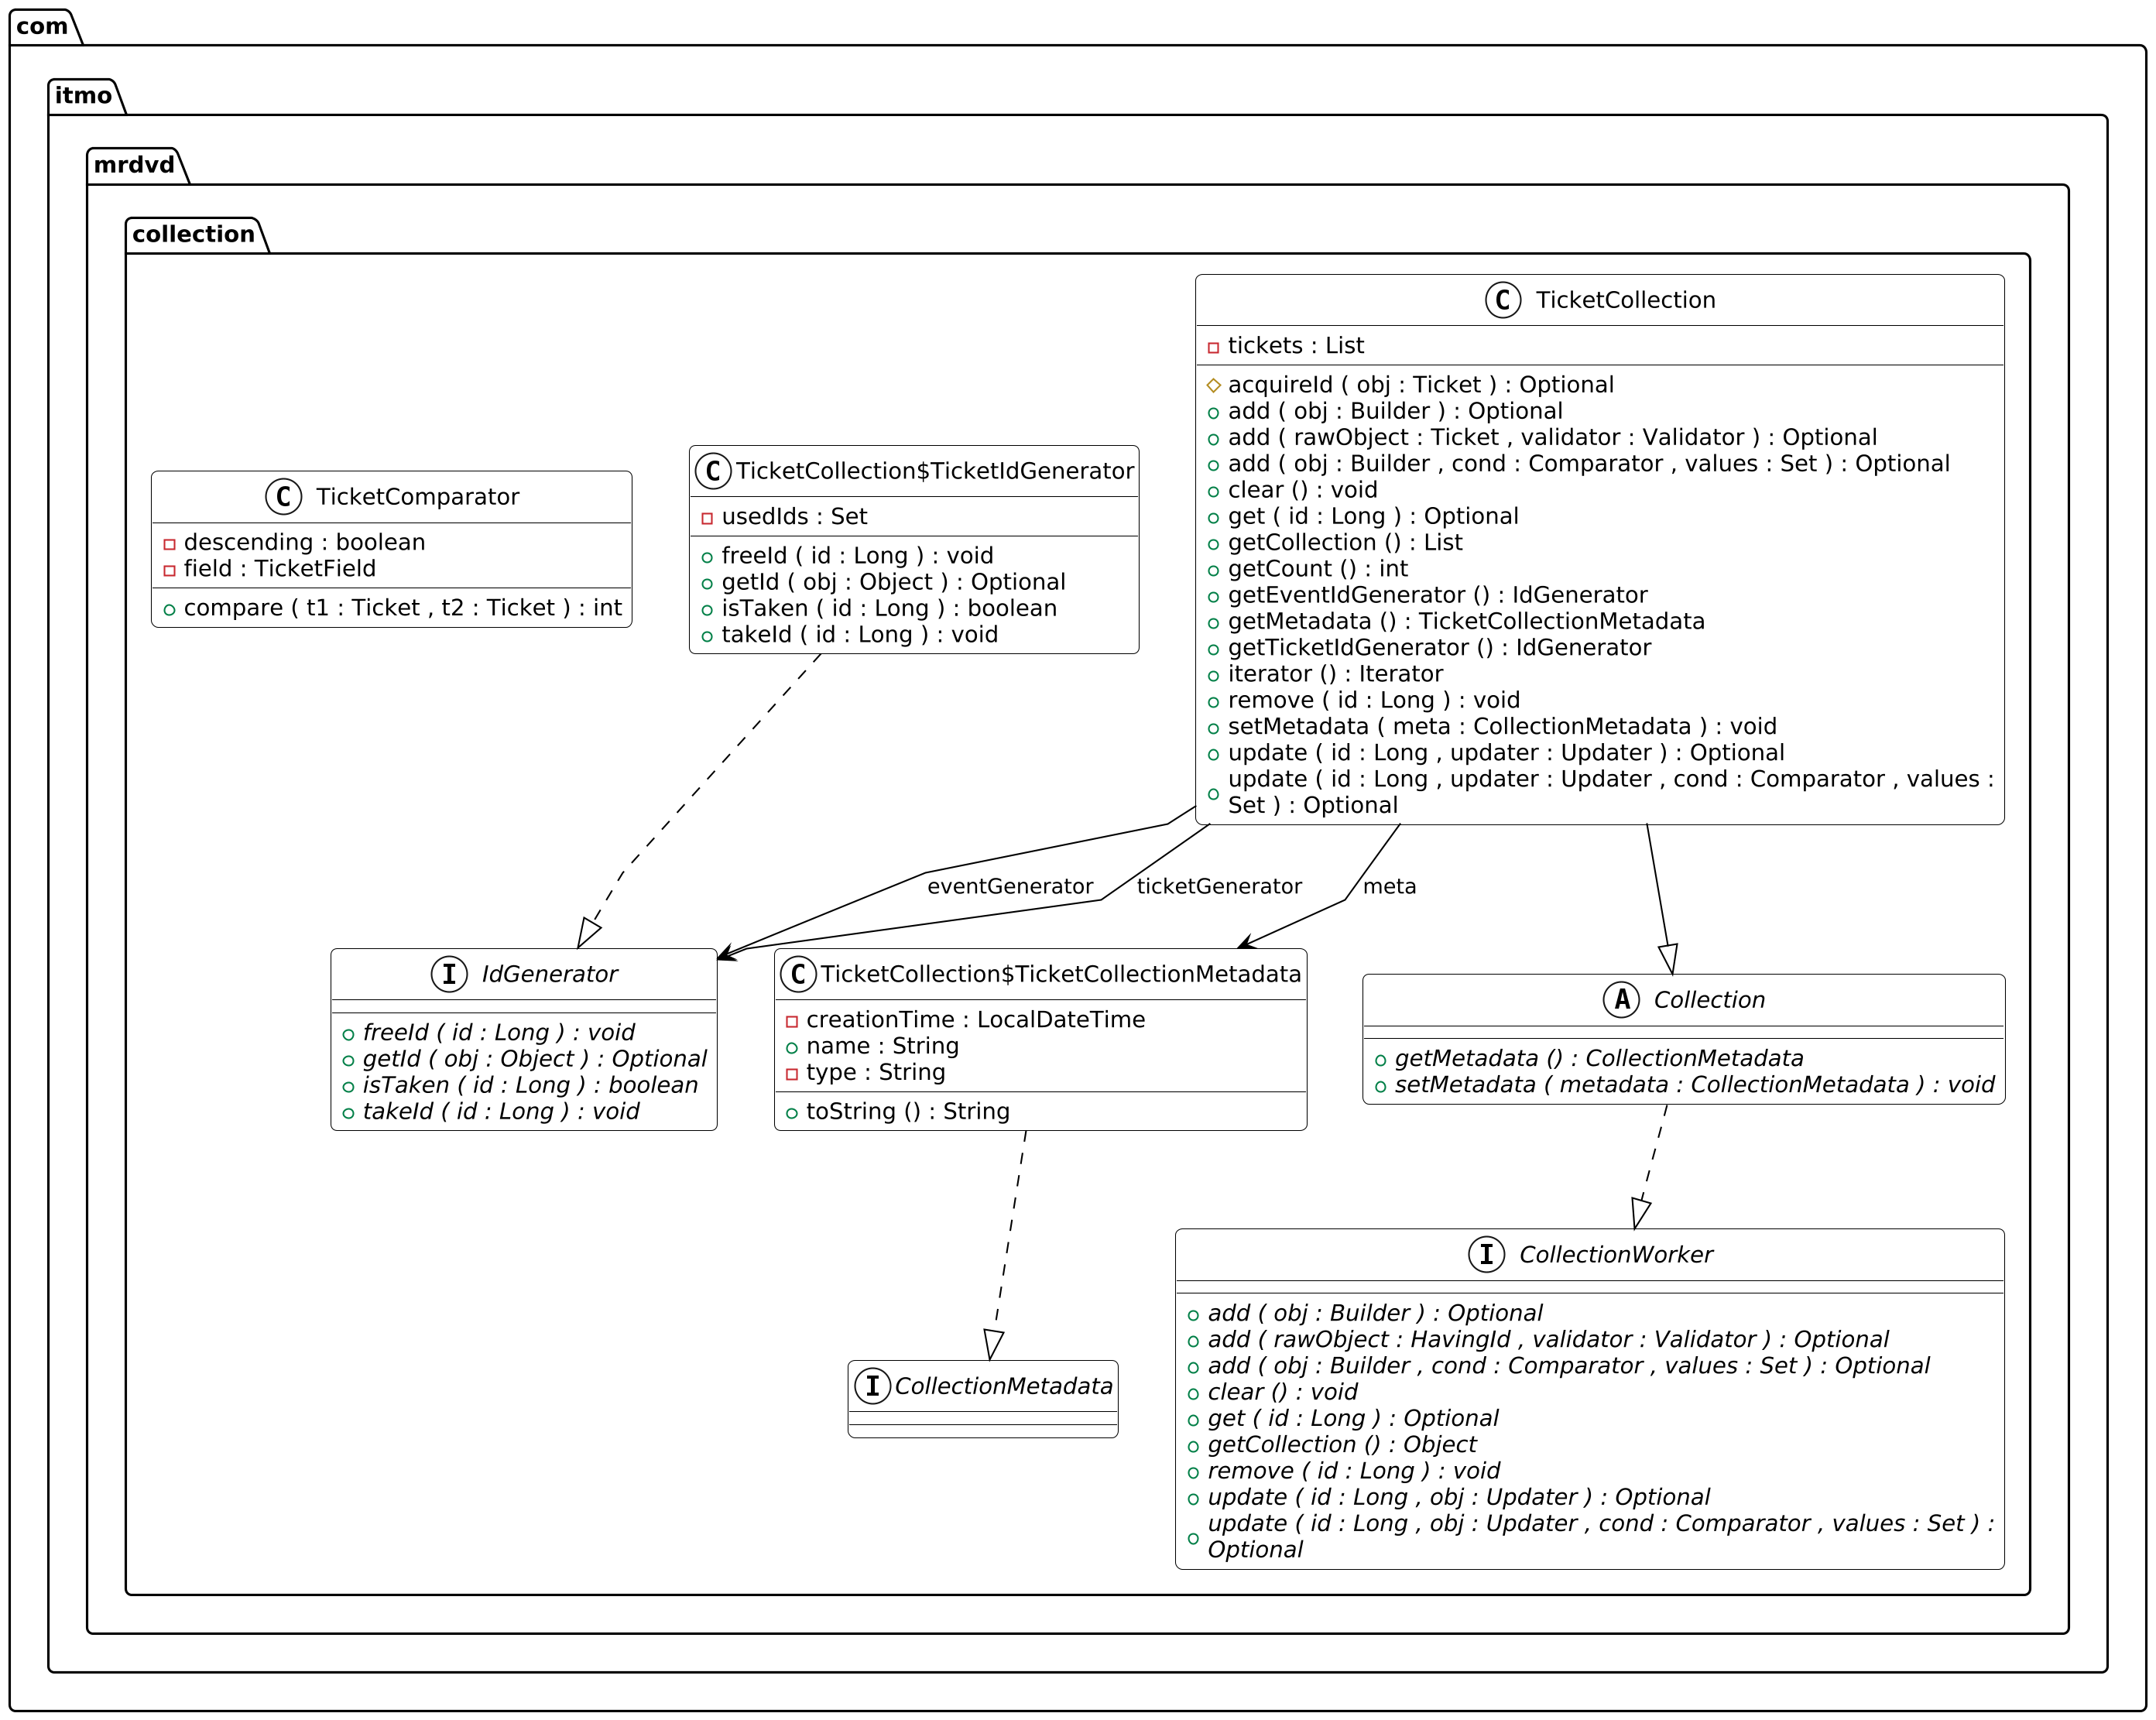 com
itmo
mrdvd
collection
C TicketCollection
tickets : List
acquireId ( obj : Ticket ) : Optional
add ( obj : Builder ) : Optional
add ( rawObject : Ticket , validator : Validator ) : Optional
add ( obj : Builder , cond : Comparator , values : Set ) : Optional
clear () : void
get ( id : Long ) : Optional
getCollection () : List
getCount () : int
getEventIdGenerator () : IdGenerator
getMetadata () : TicketCollectionMetadata
getTicketIdGenerator () : IdGenerator
iterator () : Iterator
remove ( id : Long ) : void
setMetadata ( meta : CollectionMetadata ) : void
update ( id : Long , updater : Updater ) : Optional
update ( id : Long , updater : Updater , cond : Comparator , values :
Set ) : Optional
C TicketCollection$TicketIdGenerator
usedIds : Set
freeId ( id : Long ) : void
getId ( obj : Object ) : Optional
isTaken ( id : Long ) : boolean
takeId ( id : Long ) : void
C TicketComparator
descending : boolean
field : TicketField
compare ( t1 : Ticket , t2 : Ticket ) : int
eventGenerator
ticketGenerator
meta
I IdGenerator
freeId ( id : Long ) : void
getId ( obj : Object ) : Optional
isTaken ( id : Long ) : boolean
takeId ( id : Long ) : void
C TicketCollection$TicketCollectionMetadata
creationTime : LocalDateTime
name : String
type : String
toString () : String
A Collection
getMetadata () : CollectionMetadata
setMetadata ( metadata : CollectionMetadata ) : void
I CollectionWorker
add ( obj : Builder ) : Optional
add ( rawObject : HavingId , validator : Validator ) : Optional
add ( obj : Builder , cond : Comparator , values : Set ) : Optional
clear () : void
get ( id : Long ) : Optional
getCollection () : Object
remove ( id : Long ) : void
update ( id : Long , obj : Updater ) : Optional
update ( id : Long , obj : Updater , cond : Comparator , values : Set ) :
Optional
I CollectionMetadata